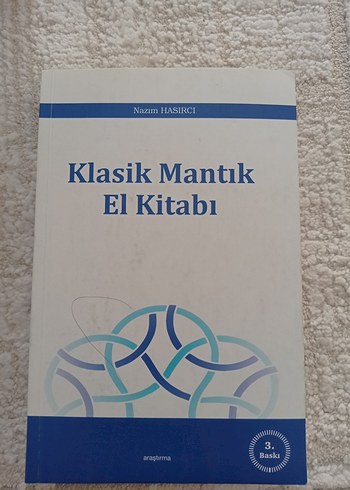 Nazım HASIRCI
Klasik Mantık
El Kitabı
3.
Baskı
araştırma